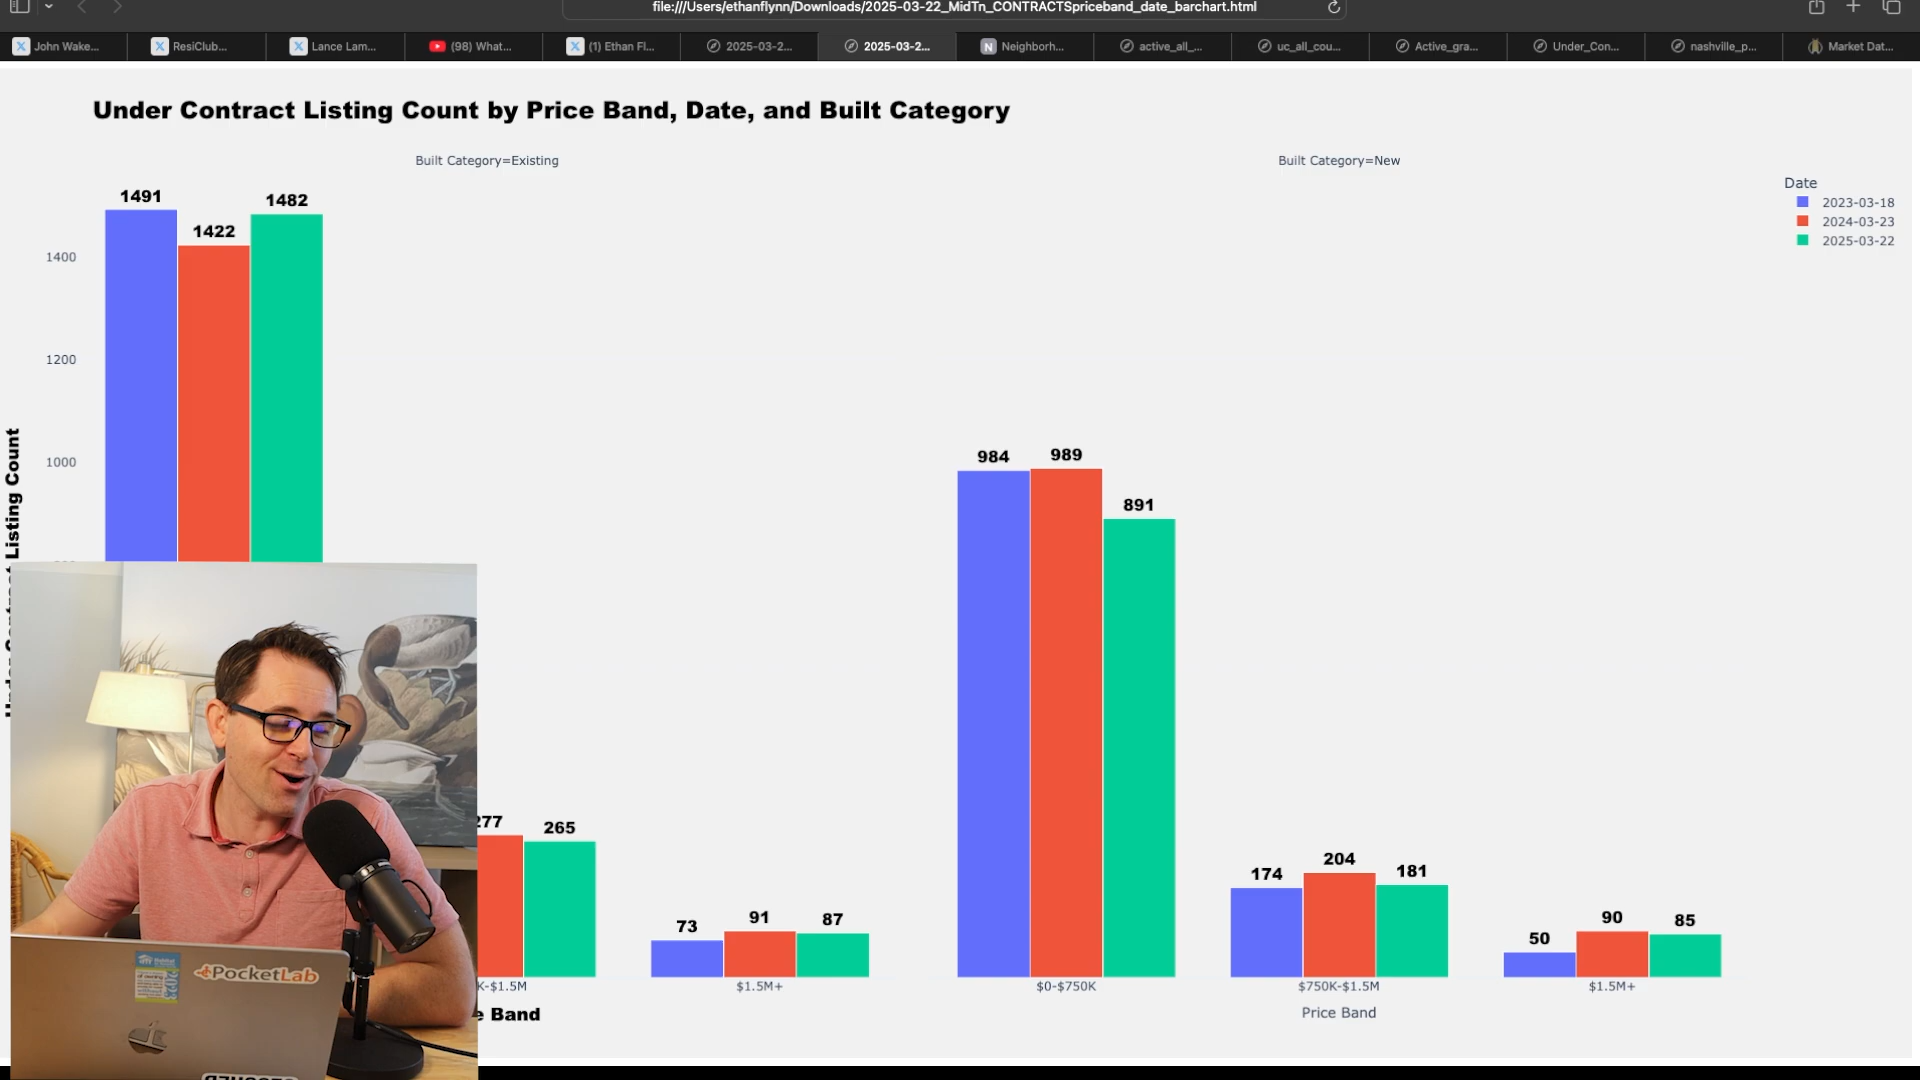 file:///Users/ethanflynn/Downloads/2025-03-22_MidTn_CONTRACTSpriceband_date_barchart.html
John Wake...
ResiClub...
Lance Lam...
(98) What...
(1) Ethan Fl...
2025-03-2...
2025-03-2...
N Neighborh...
active_all_...
uc_all_cou...
Active_gra...
Under_Con...
nashville_p...
Market Dat...
Under Contract Listing Count by Price Band, Date, and Built Category
Built Category=Existing
Built Category=New
Date
2023-03-18
2024-03-23
2025-03-22
1491
1422
1482
1400
1200
1000
Listing Count
984
989
891
277
265
73
91
87
174
204
181
50
90
85
K-$1.5M
$1.5M+
$0-$750K
$750K-$1.5M
$1.5M+
e Band
Price Band
PocketLab